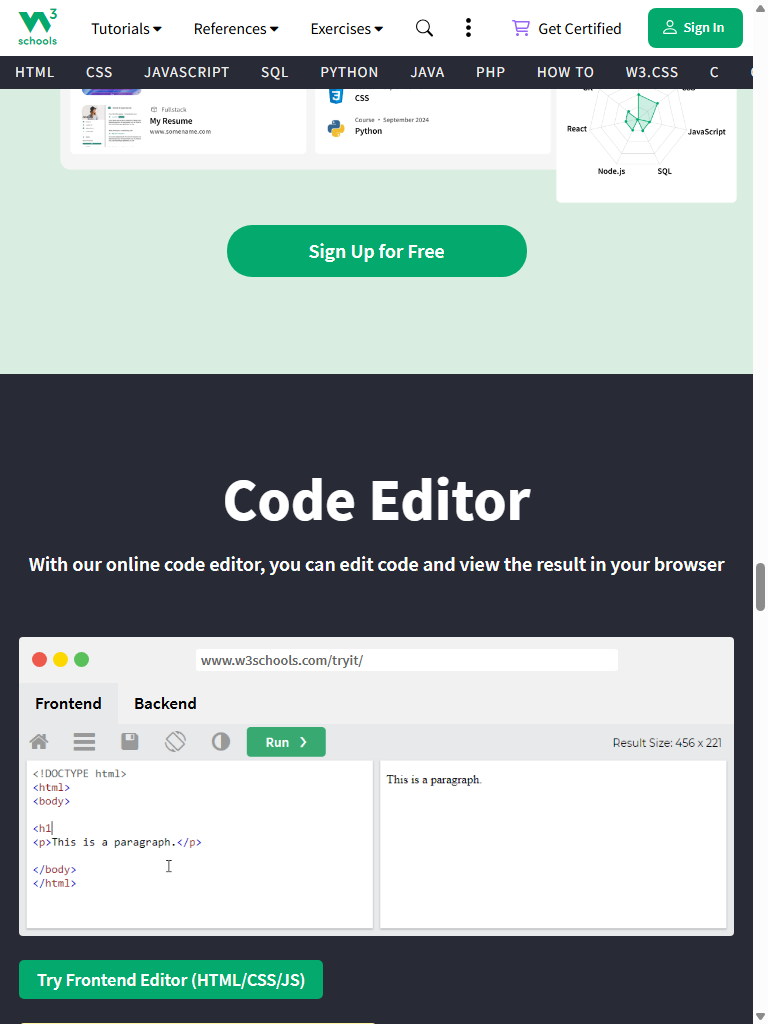 3
schools
Tutorials
References
Exercises
Get Certified
Sign In
HTML
CSS
JAVASCRIPT
SQL
PYTHON
JAVA
PHP
HOW TO
W3.CSS
C
Fullstack
My Resume
www.somename.com
CSS
Course • September 2024
Python
React
JavaScript
Node.js
SQL
Sign Up for Free
Code Editor
With our online code editor, you can edit code and view the result in your browser
www.w3schools.com/tryit/
Frontend
Backend
Run ❯
Result Size: 456 x 221
<!DOCTYPE html>
<html>
<body>
<h1
<p>This is a paragraph.</p>
</body>
</html>
This is a paragraph.
Try Frontend Editor (HTML/CSS/JS)